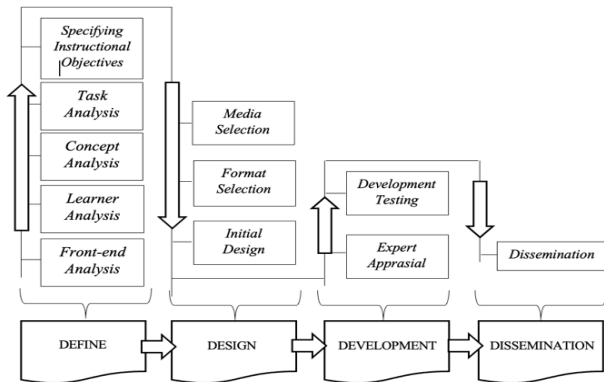 Specifying
Instructional
Objectives
Task
Analysis
Concept
Analysis
Learner
Analysis
Front-end
Analysis
Media
Selection
Format
Selection
Initial
Design
Development
Testing
Expert
Apprasial
Dissemination
DEFINE
DESIGN
DEVELOPMENT
DISSEMINATION